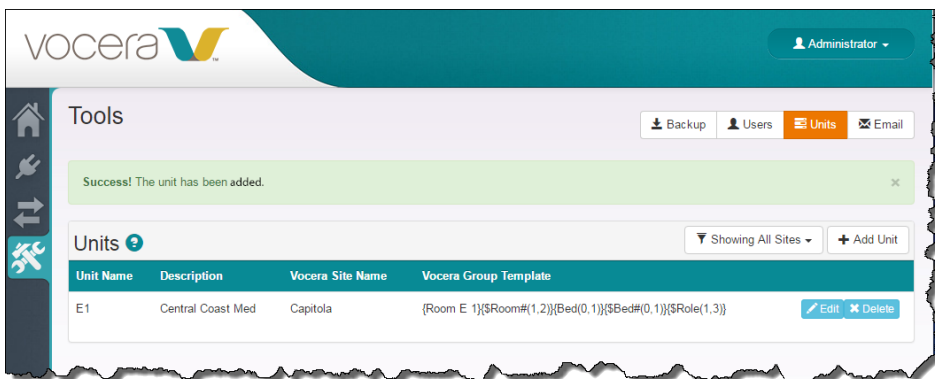 vocera
Administrator
Tools
Backup Users Units Email
Success! The unit has been added. ×
Units ? Showing All Sites + Add Unit
Unit Name Description Vocera Site Name Vocera Group Template
E1 Central Coast Med Capitola {Room E 1}{$Room#(1,2)}{Bed(0,1)}{$Bed#(0,1)}{$Role(1,3)} Edit Delete